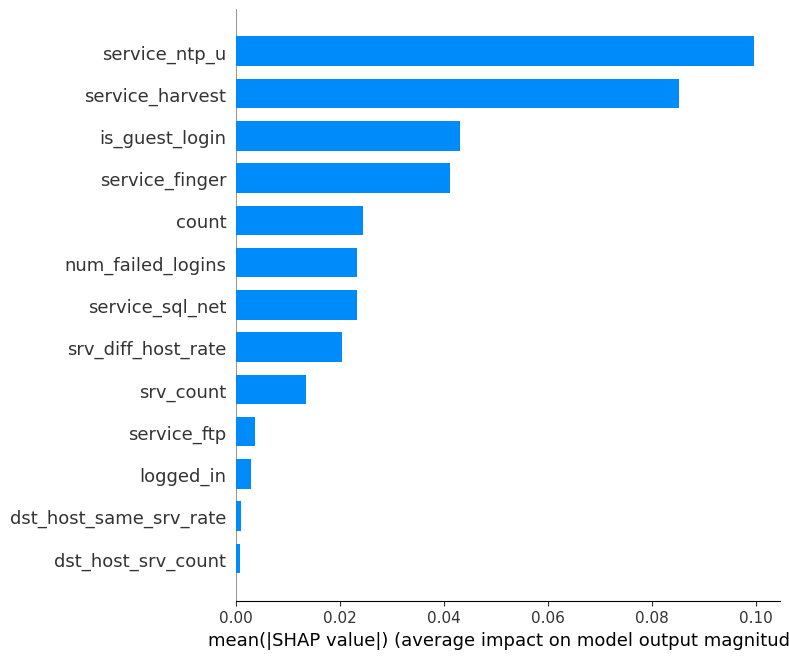 service_ntp_u
service_harvest
is_guest_login
service_finger
count
num_failed_logins
service_sql_net
srv_diff_host_rate
srv_count
service_ftp
logged_in
dst_host_same_srv_rate
dst_host_srv_count
0.00 0.02 0.04 0.06 0.08 0.10
mean(|SHAP value|) (average impact on model output magnitud